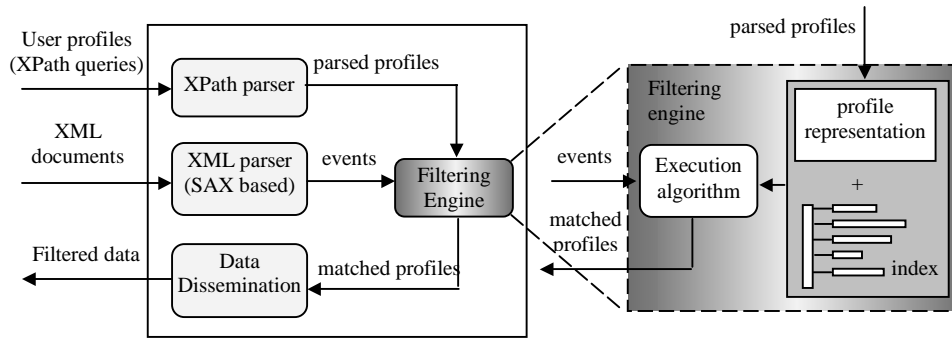 User profiles
(XPath queries)
XPath parser
parsed profiles
XML
documents
XML parser
(SAX based)
events
Filtering
Engine
Filtered data
Data
Dissemination
matched profiles
parsed profiles
Filtering
engine
profile
representation
events
Execution
algorithm
+
matched
profiles
index